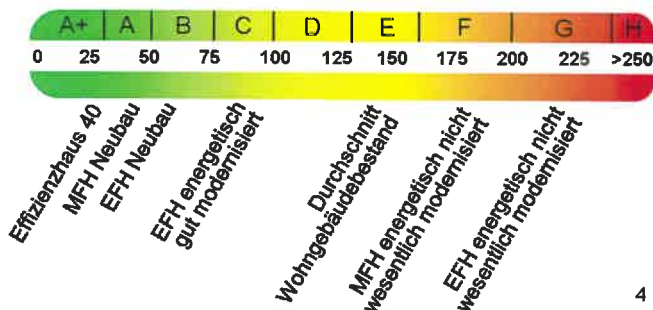 A+ A B C D E F G H
0 25 50 75 100 125 150 175 200 225 >250
Effizienzhaus 40
MFH Neubau
EFH Neubau
EFH energetisch
gut modernisiert
Durchschnitt
Wohngebäudebestand
MFH energetisch nicht
wesentlich modernisiert
EFH energetisch nicht
wesentlich modernisiert
4